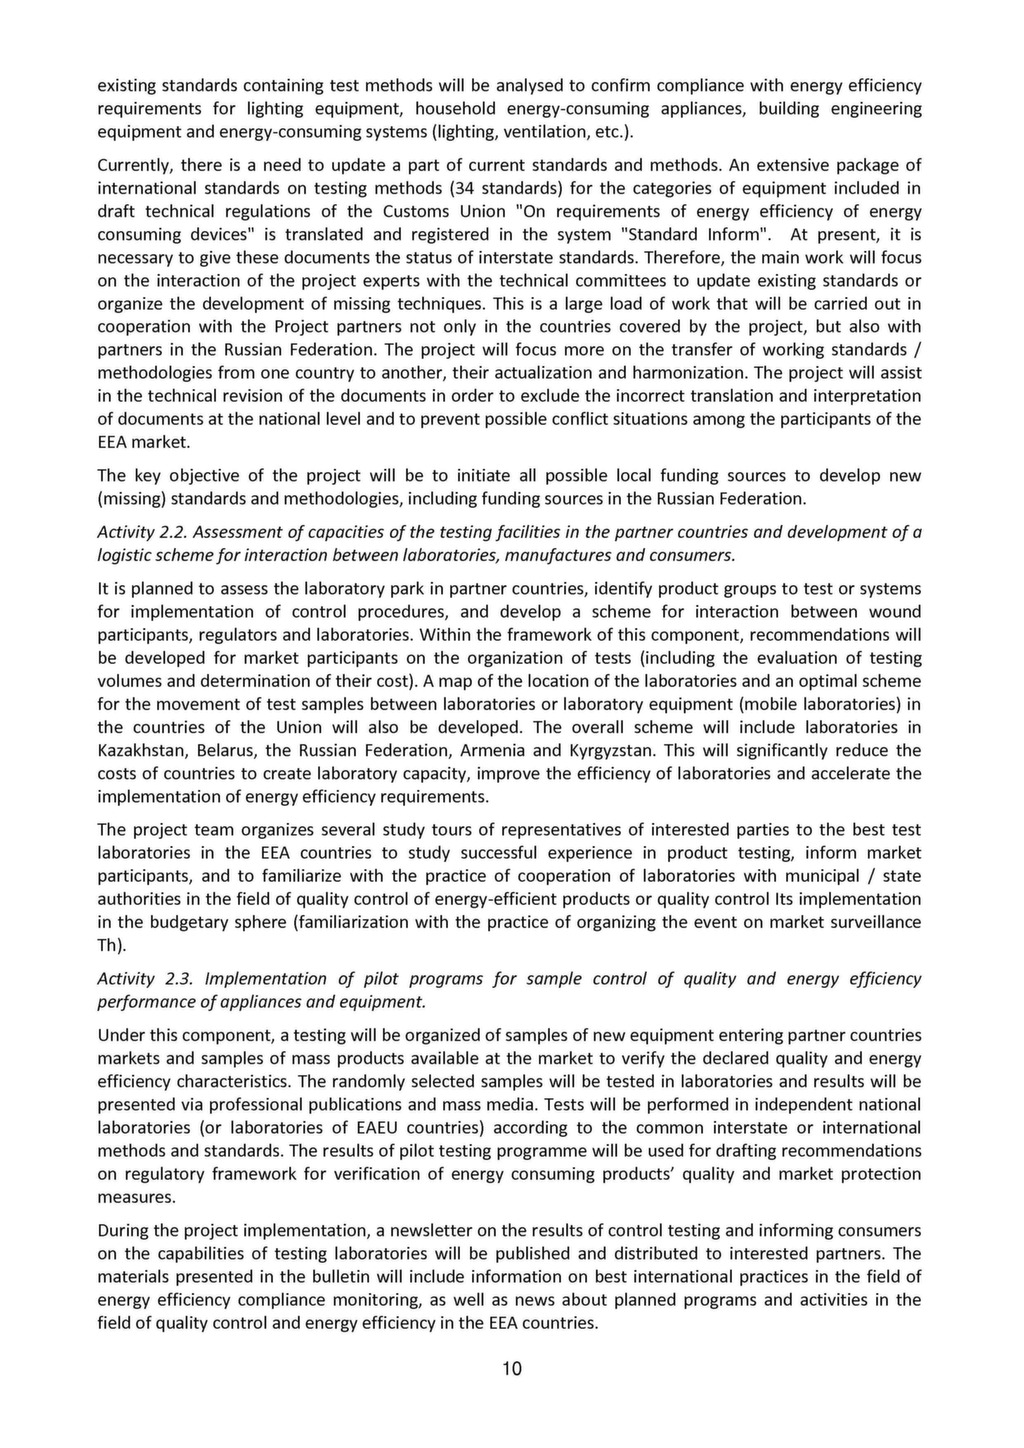 existing standards containing test methods will be analysed to confirm compliance with energy efficiency
requirements for lighting equipment, household energy-consuming appliances, building engineering
equipment and energy-consuming systems (lighting, ventilation, etc.).
Currently, there is a need to update a part of current standards and methods. An extensive package of
international standards on testing methods (34 standards) for the categories of equipment included in
draft technical regulations of the Customs Union "On requirements of energy efficiency of energy
consuming devices" is translated and registered in the system "Standard Inform".  At present, it is
necessary to give these documents the status of interstate standards. Therefore, the main work will focus
on the interaction of the project experts with the technical committees to update existing standards or
organize the development of missing techniques. This is a large load of work that will be carried out in
cooperation with the Project partners not only in the countries covered by the project, but also with
partners in the Russian Federation. The project will focus more on the transfer of working standards /
methodologies from one country to another, their actualization and harmonization. The project will assist
in the technical revision of the documents in order to exclude the incorrect translation and interpretation
of documents at the national level and to prevent possible conflict situations among the participants of the
EEA market.
The key objective of the project will be to initiate all possible local funding sources to develop new
(missing) standards and methodologies, including funding sources in the Russian Federation.
Activity 2.2. Assessment of capacities of the testing facilities in the partner countries and development of a
logistic scheme for interaction between laboratories, manufactures and consumers.
It is planned to assess the laboratory park in partner countries, identify product groups to test or systems
for implementation of control procedures, and develop a scheme for interaction between wound
participants, regulators and laboratories. Within the framework of this component, recommendations will
be developed for market participants on the organization of tests (including the evaluation of testing
volumes and determination of their cost). A map of the location of the laboratories and an optimal scheme
for the movement of test samples between laboratories or laboratory equipment (mobile laboratories) in
the countries of the Union will also be developed. The overall scheme will include laboratories in
Kazakhstan, Belarus, the Russian Federation, Armenia and Kyrgyzstan. This will significantly reduce the
costs of countries to create laboratory capacity, improve the efficiency of laboratories and accelerate the
implementation of energy efficiency requirements.
The project team organizes several study tours of representatives of interested parties to the best test
laboratories in the EEA countries to study successful experience in product testing, inform market
participants, and to familiarize with the practice of cooperation of laboratories with municipal / state
authorities in the field of quality control of energy-efficient products or quality control Its implementation
in the budgetary sphere (familiarization with the practice of organizing the event on market surveillance
Th).
Activity 2.3. Implementation of pilot programs for sample control of quality and energy efficiency
performance of appliances and equipment.
Under this component, a testing will be organized of samples of new equipment entering partner countries
markets and samples of mass products available at the market to verify the declared quality and energy
efficiency characteristics. The randomly selected samples will be tested in laboratories and results will be
presented via professional publications and mass media. Tests will be performed in independent national
laboratories (or laboratories of EAEU countries) according to the common interstate or international
methods and standards. The results of pilot testing programme will be used for drafting recommendations
on regulatory framework for verification of energy consuming products’ quality and market protection
measures.
During the project implementation, a newsletter on the results of control testing and informing consumers
on the capabilities of testing laboratories will be published and distributed to interested partners. The
materials presented in the bulletin will include information on best international practices in the field of
energy efficiency compliance monitoring, as well as news about planned programs and activities in the
field of quality control and energy efficiency in the EEA countries.
10